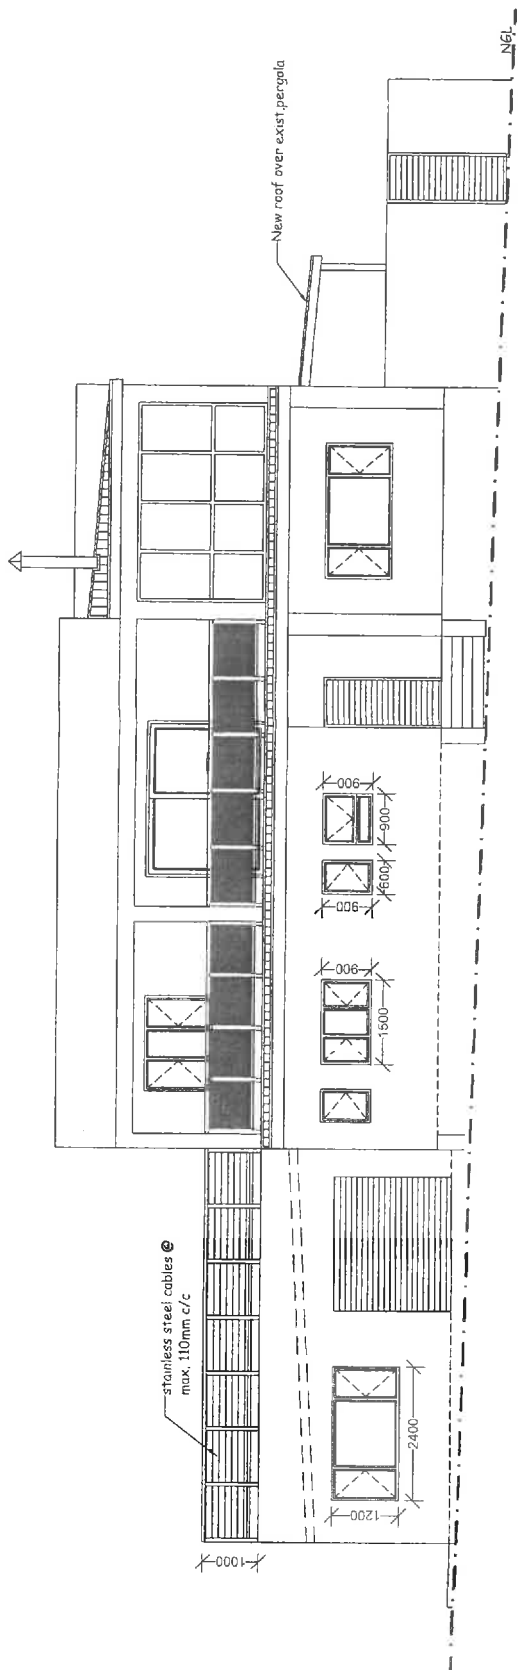 stainless steel cables @
max. 110mm c/c
New roof over exist.pergola
NGL
1000
1200
2400
1500
900
900
600
900
900